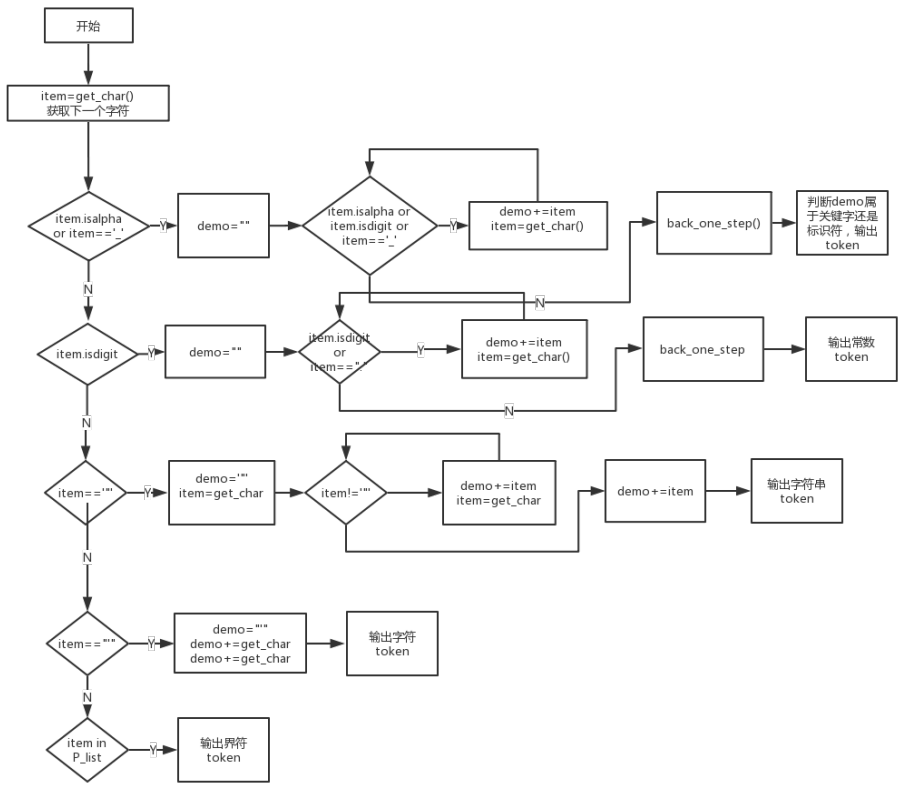 开始
item=get_char()
获取下一个字符
item.isalpha
or item=='_'
Y
demo=""
item.isalpha or
item.isdigit or
item=='_'
Y
demo+=item
item=get_char()
back_one_step()
判断demo属
于关键字还是
标识符，输出
token
N
N
item.isdigit
Y
demo=""
item.isdigit
or
item=="."
Y
demo+=item
item=get_char()
back_one_step
输出常数
token
N
N
item=='"'
Y
demo='"'
item=get_char
item!='"'
demo+=item
item=get_char
demo+=item
输出字符串
token
N
item=="'"
Y
demo="'"
demo+=get_char
demo+=get_char
输出字符
token
N
item in
P_list
Y
输出界符
token